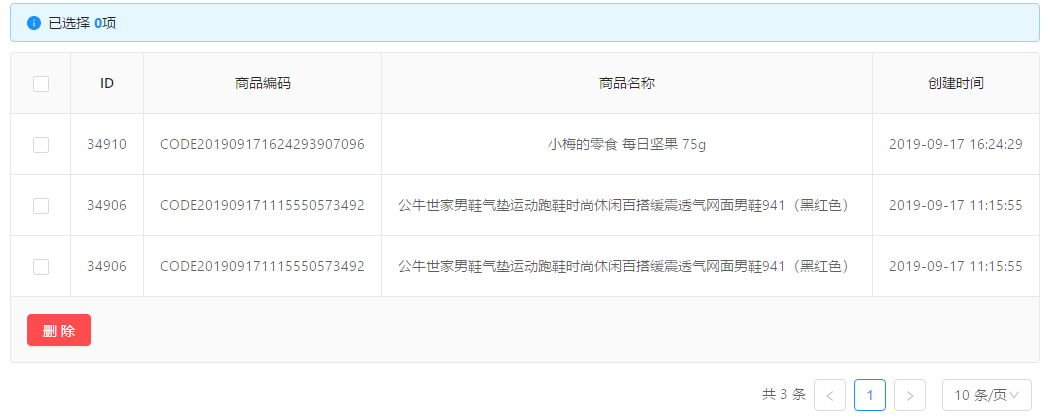 已选择 0项
ID 商品编码 商品名称 创建时间
34910 CODE201909171624293907096 小梅的零食 每日坚果 75g 2019-09-17 16:24:29
34906 CODE201909171115550573492 公牛世家男鞋气垫运动跑鞋时尚休闲百搭缓震透气网面男鞋941（黑红色） 2019-09-17 11:15:55
34906 CODE201909171115550573492 公牛世家男鞋气垫运动跑鞋时尚休闲百搭缓震透气网面男鞋941（黑红色） 2019-09-17 11:15:55
删 除
共 3 条 1 10 条/页